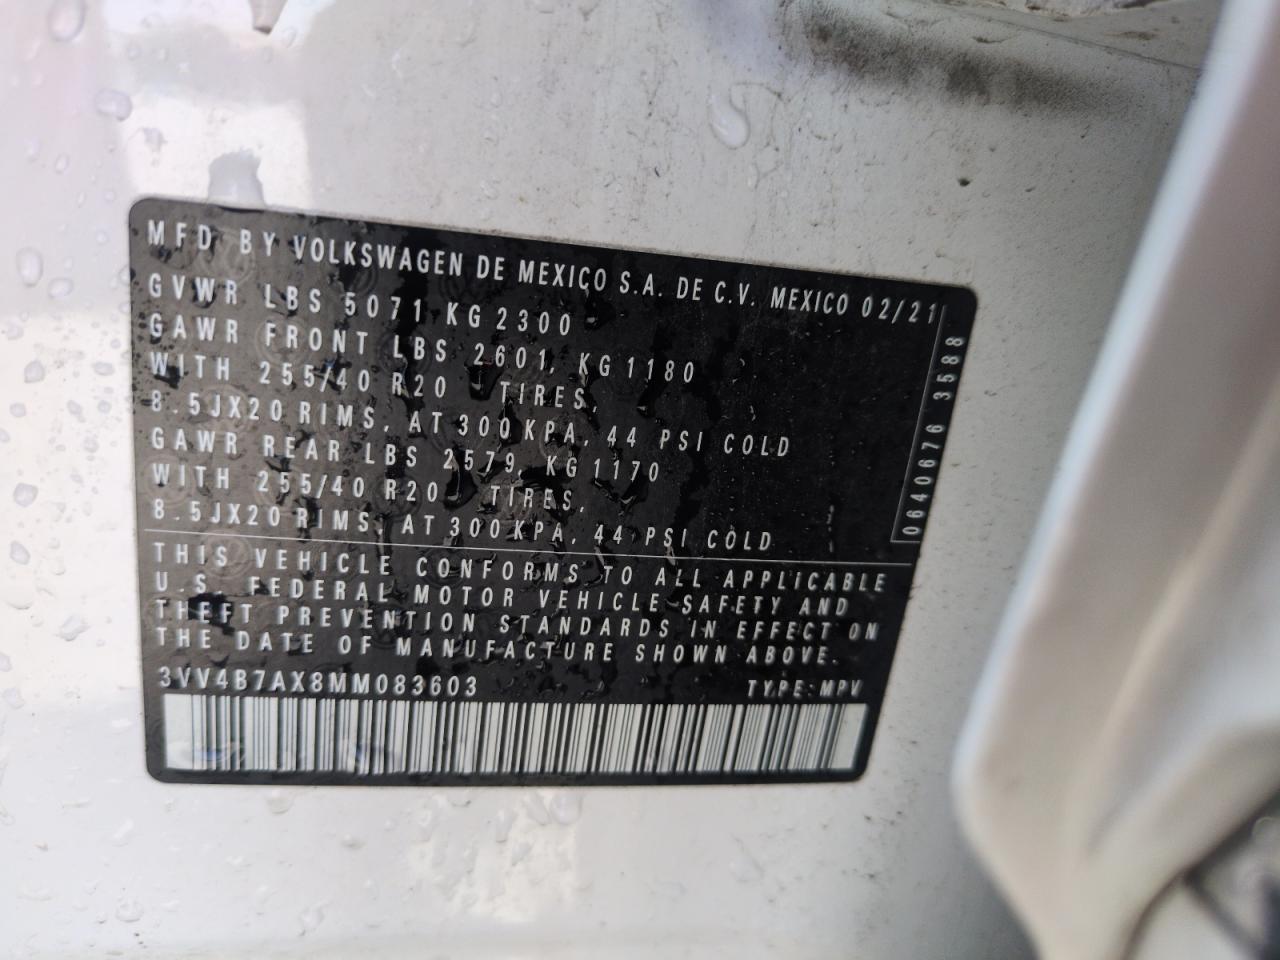 MFD BY VOLKSWAGEN DE MEXICO S.A. DE C.V. MEXICO 02/21
GVWR LBS 5071 KG 2300
GAWR FRONT LBS 2601, KG 1180
WITH 255/40 R20 TIRES,
8.5JX20 RIMS, AT 300 KPA, 44 PSI COLD
GAWR REAR LBS 2579, KG 1170
WITH 255/40 R20 TIRES,
8.5JX20 RIMS, AT 300 KPA, 44 PSI COLD
0640676 3588
THIS VEHICLE CONFORMS TO ALL APPLICABLE
U.S. FEDERAL MOTOR VEHICLE SAFETY AND
THEFT PREVENTION STANDARDS IN EFFECT ON
THE DATE OF MANUFACTURE SHOWN ABOVE.
3VV4B7AX8MM083603 TYPE: MPV